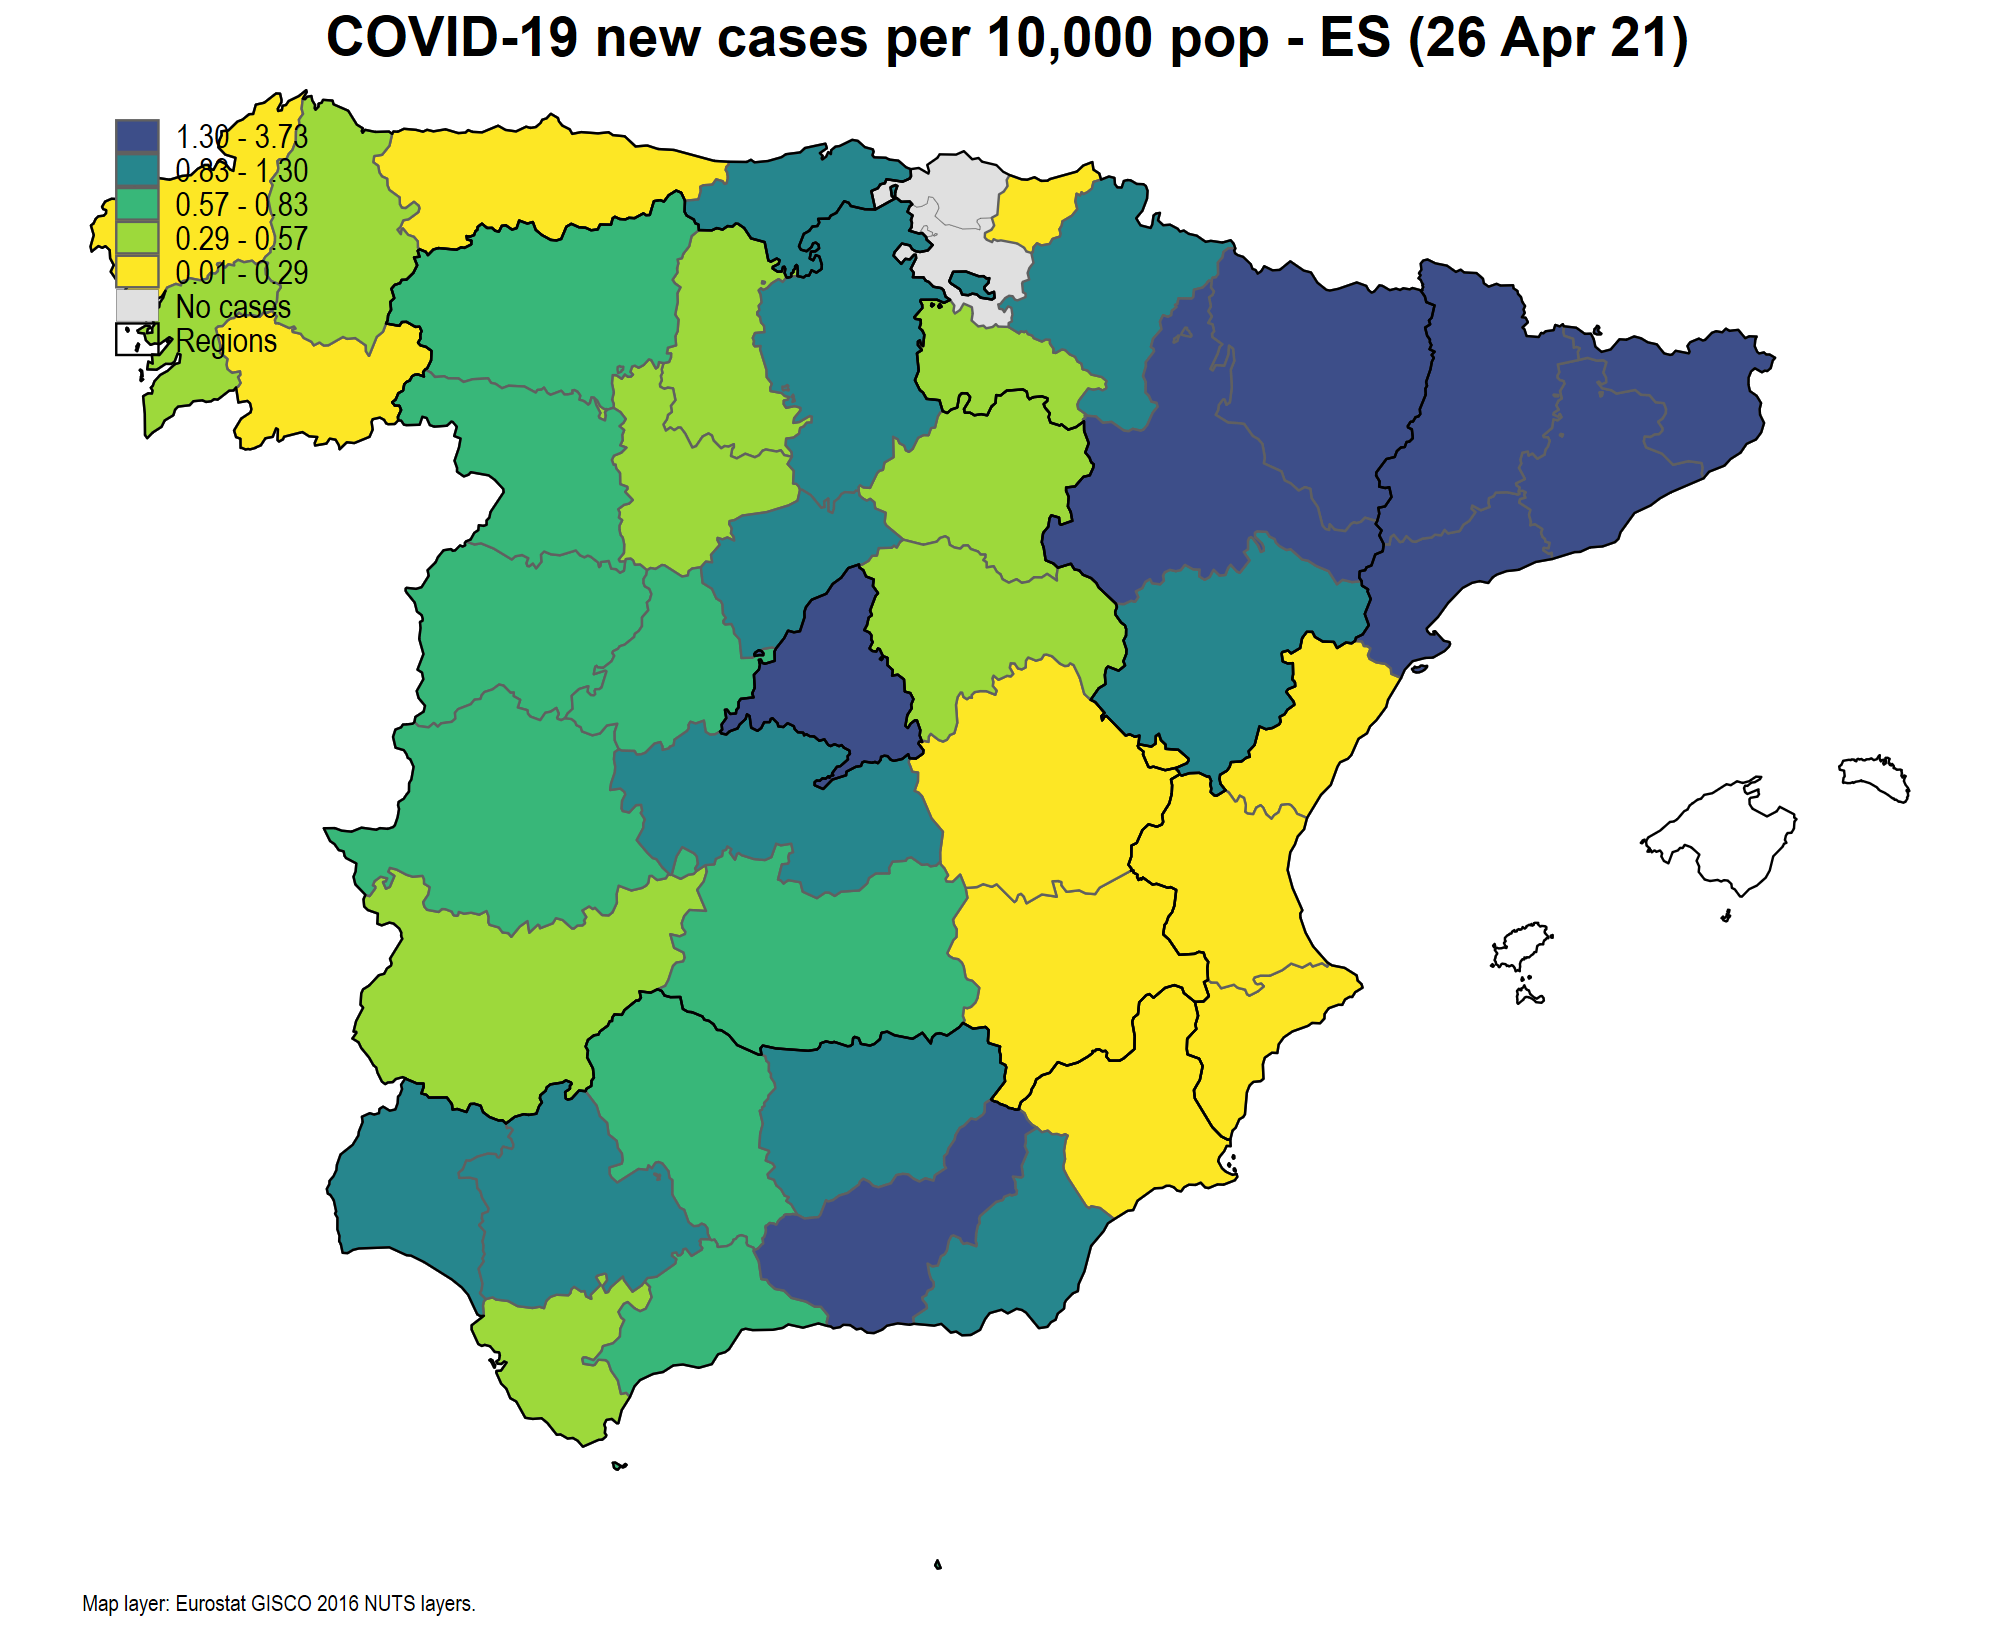 COVID-19 new cases per 10,000 pop - ES (26 Apr 21)
1.30 - 3.73
0.83 - 1.30
0.57 - 0.83
0.29 - 0.57
0.01 - 0.29
No cases
Regions
Map layer: Eurostat GISCO 2016 NUTS layers.